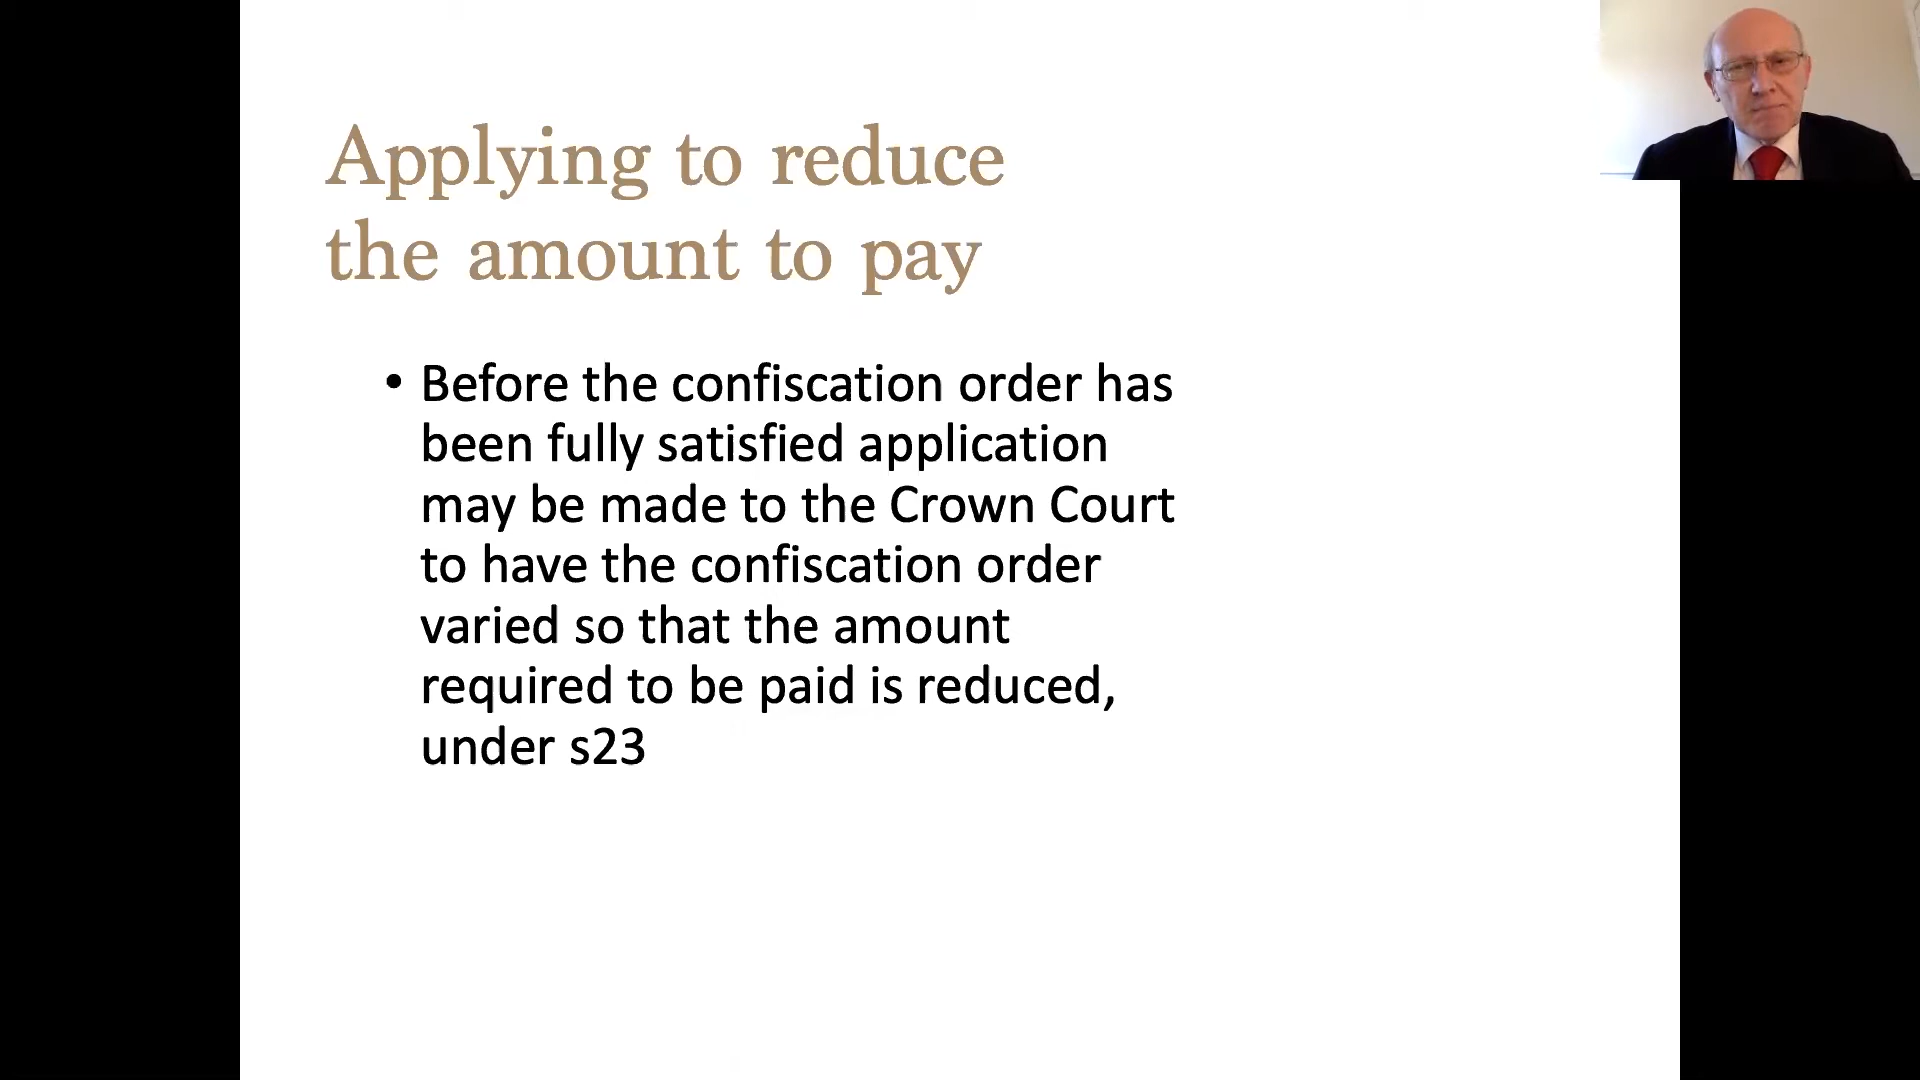 Applying to reduce
the amount to pay
• Before the confiscation order has
been fully satisfied application
may be made to the Crown Court
to have the confiscation order
varied so that the amount
required to be paid is reduced,
under s23